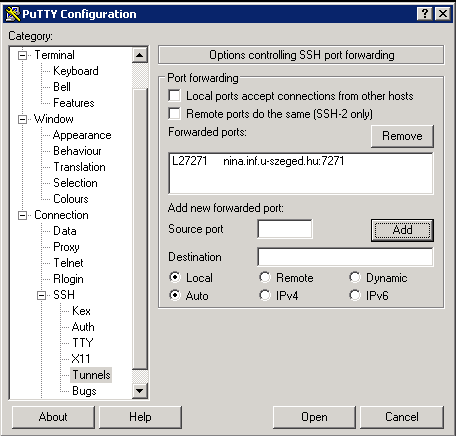 PuTTY Configuration
Category:
Terminal
Keyboard
Bell
Features
Window
Appearance
Behaviour
Translation
Selection
Colours
Connection
Data
Proxy
Telnet
Rlogin
SSH
Kex
Auth
TTY
X11
Tunnels
Bugs
Options controlling SSH port forwarding
Port forwarding
Local ports accept connections from other hosts
Remote ports do the same (SSH-2 only)
Forwarded ports:
Remove
L27271 nina.inf.u-szeged.hu:7271
Add new forwarded port:
Source port
Add
Destination
Local Remote Dynamic
Auto IPv4 IPv6
About Help Open Cancel